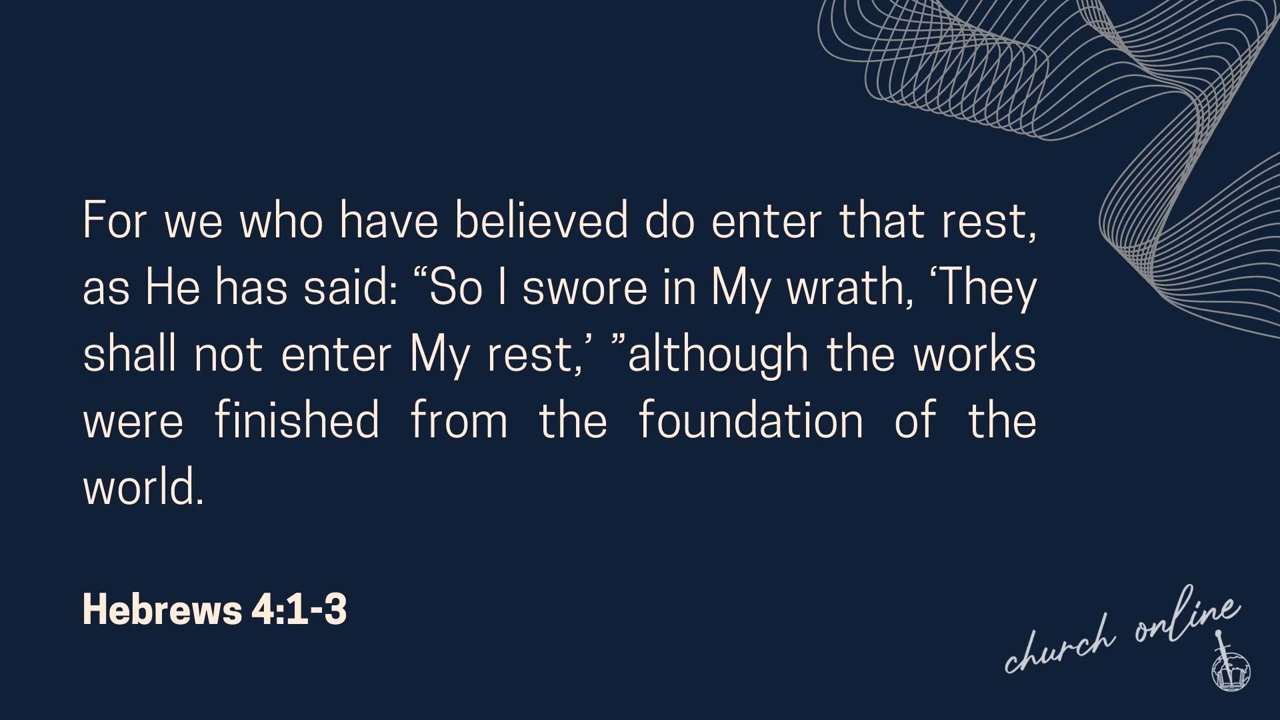 For we who have believed do enter that rest,
as He has said: “So I swore in My wrath, ‘They
shall not enter My rest,’ ”although the works
were finished from the foundation of the
world.
Hebrews 4:1-3
church online